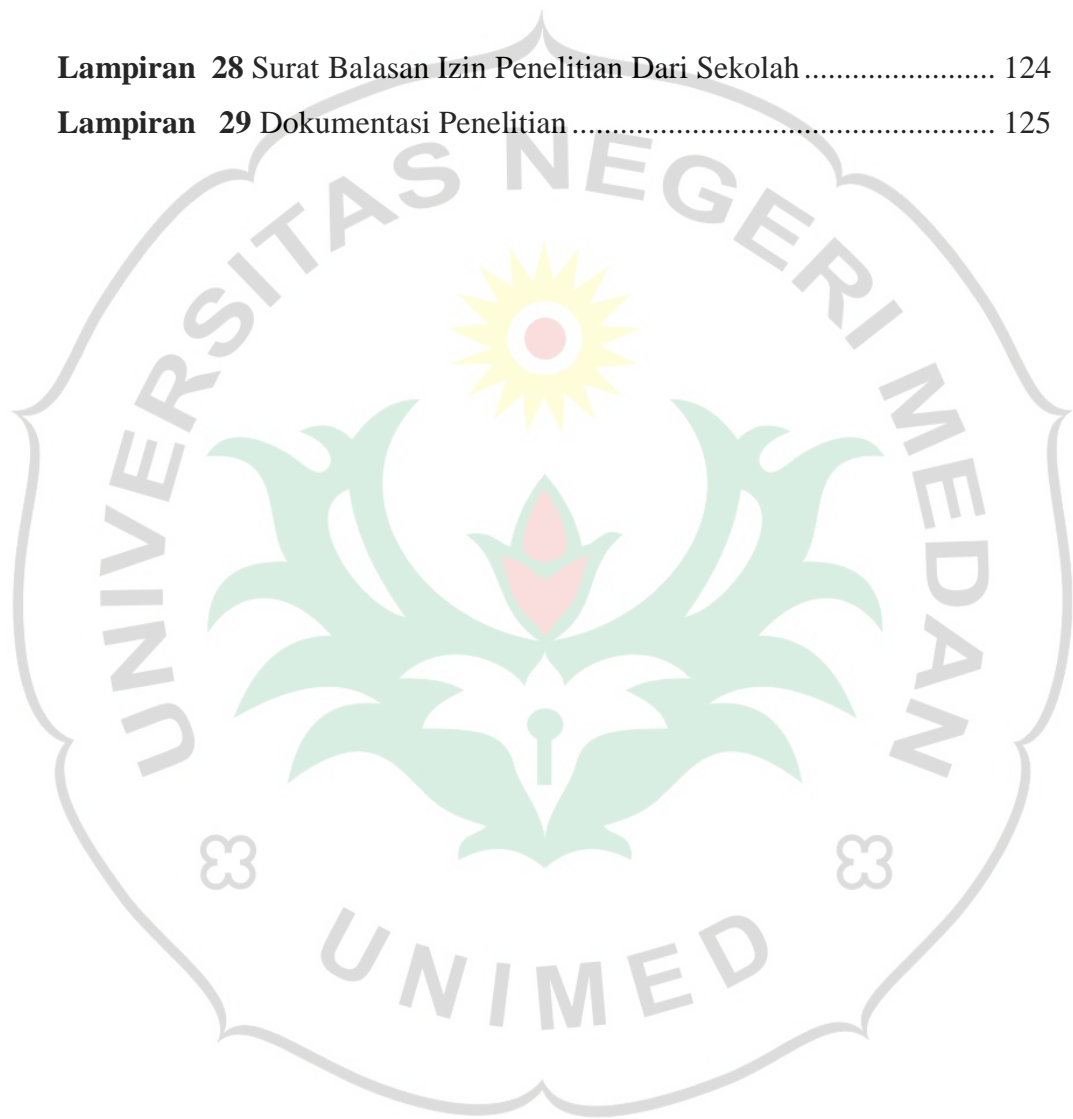 Lampiran 28 Surat Balasan Izin Penelitian Dari Sekolah ........................ 124
Lampiran 29 Dokumentasi Penelitian ..................................................... 125
UNIVERSITAS NEGERI MEDAN
UNIMED